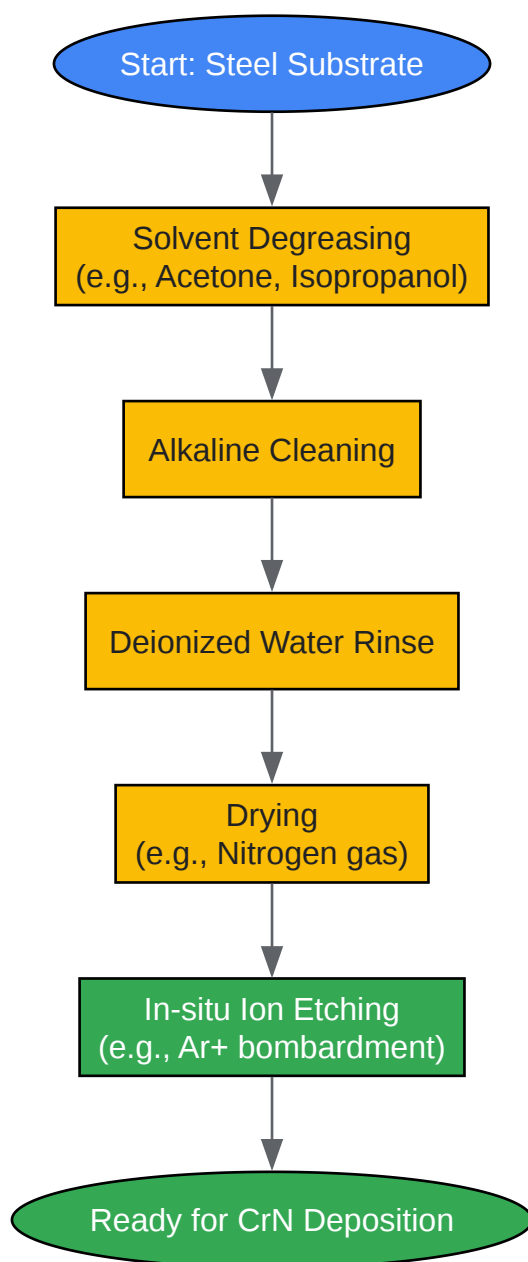 Start: Steel Substrate
Solvent Degreasing
(e.g., Acetone, Isopropanol)
Alkaline Cleaning
Deionized Water Rinse
Drying
(e.g., Nitrogen gas)
In-situ Ion Etching
(e.g., Ar+ bombardment)
Ready for CrN Deposition